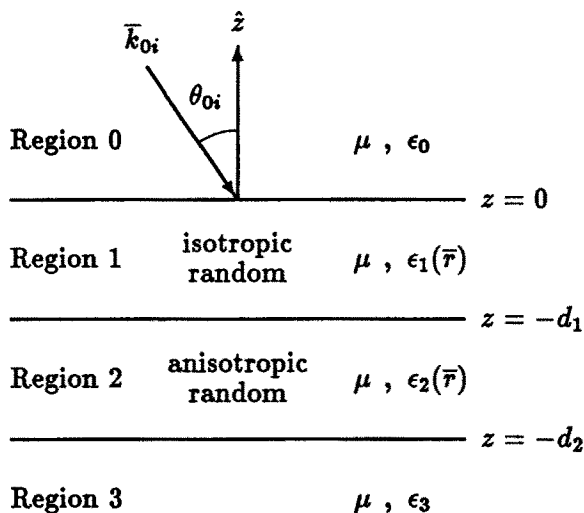 k̅₀ᵢ
ẑ
θ₀ᵢ
Region 0 μ , ε₀
z = 0
Region 1 isotropic random μ , ε₁(r̅)
z = −d₁
Region 2 anisotropic random μ , ε₂(r̅)
z = −d₂
Region 3 μ , ε₃